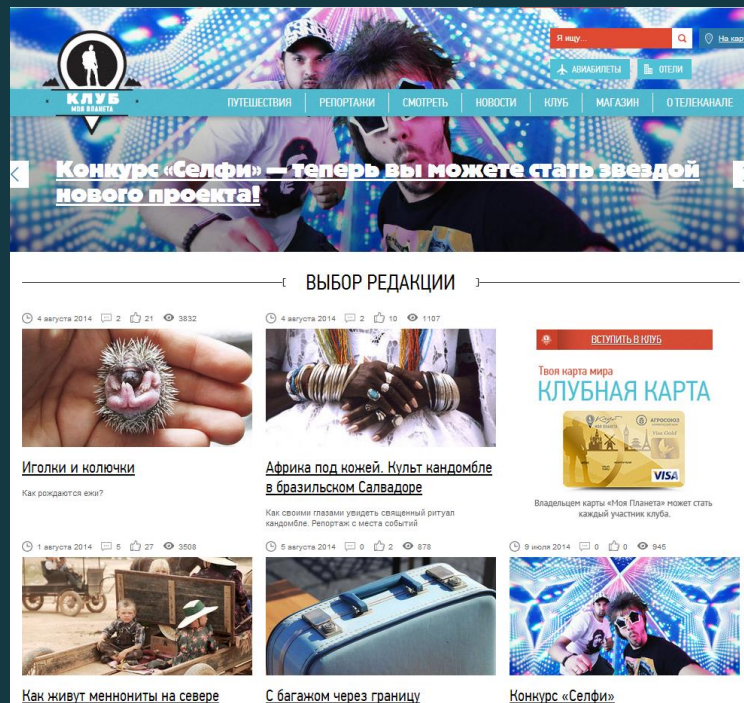 Я ищу...
На кар
АВИАБИЛЕТЫ
ОТЕЛИ
КЛУБ
МОЯ ПЛАНЕТА
ПУТЕШЕСТВИЯ
РЕПОРТАЖИ
СМОТРЕТЬ
НОВОСТИ
КЛУБ
МАГАЗИН
О ТЕЛЕКАНАЛЕ
Конкурс «Селфи» — теперь вы можете стать звездой
нового проекта!
ВЫБОР РЕДАКЦИИ
4 августа 2014 2 21 3832
4 августа 2014 2 10 1107
Иголки и колючки
Как рождаются ежи?
Африка под кожей. Культ кандомбле
в бразильском Салвадоре
Как своими глазами увидеть священный ритуал
кандомбле. Репортаж с места событий
ВСТУПИТЬ В КЛУБ
Твоя карта мира
КЛУБНАЯ КАРТА
МОЯ ПЛАНЕТА
АГРОСОЮЗ
Visa Gold
VISA
Владельцем карты «Моя Планета» может стать
каждый участник клуба.
1 августа 2014 5 27 3508
5 августа 2014 0 2 878
9 июля 2014 0 0 945
Как живут меннониты на севере
С багажом через границу
Конкурс «Селфи»